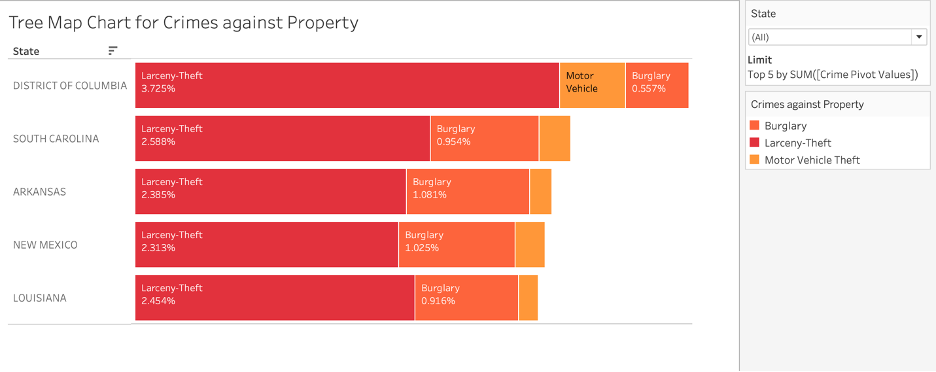 Tree Map Chart for Crimes against Property
State
DISTRICT OF COLUMBIA
Larceny-Theft
3.725%
Motor
Vehicle
Burglary
0.557%
SOUTH CAROLINA
Larceny-Theft
2.588%
Burglary
0.954%
ARKANSAS
Larceny-Theft
2.385%
Burglary
1.081%
NEW MEXICO
Larceny-Theft
2.313%
Burglary
1.025%
LOUISIANA
Larceny-Theft
2.454%
Burglary
0.916%
State
(All)
Limit
Top 5 by SUM([Crime Pivot Values])
Crimes against Property
Burglary
Larceny-Theft
Motor Vehicle Theft